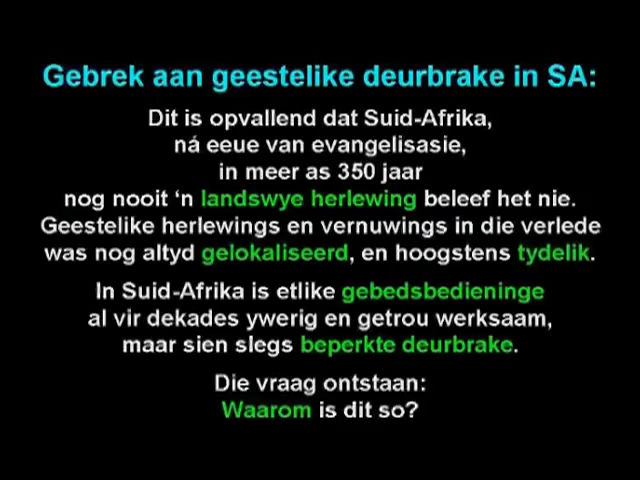 Gebrek aan geestelike deurbrake in SA:
Dit is opvallend dat Suid-Afrika,
ná eeue van evangelisasie,
in meer as 350 jaar
nog nooit ‘n landswye herlewing beleef het nie.
Geestelike herlewings en vernuwings in die verlede
was nog altyd gelokaliseerd, en hoogstens tydelik.
In Suid-Afrika is etlike gebedsbedieninge
al vir dekades ywerig en getrou werksaam,
maar sien slegs beperkte deurbrake.
Die vraag ontstaan:
Waarom is dit so?